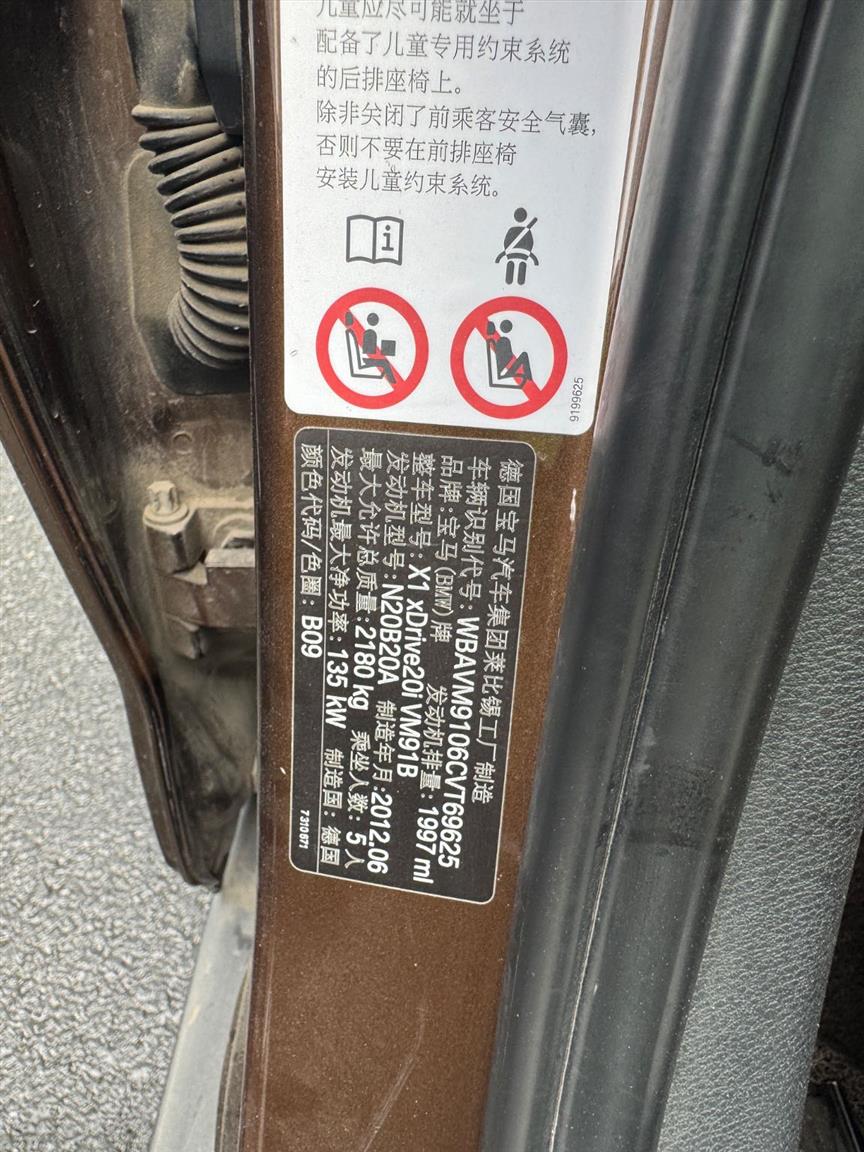 儿童应尽可能就坐于
配备了儿童专用约束系统
的后排座椅上。
除非关闭了前乘客安全气囊,
否则不要在前排座椅
安装儿童约束系统。
9199625
德国宝马汽车集团莱比锡工厂 制造
车辆识别代号: WBAVM9106CVT69625
品牌:宝马(BMW)牌 发动机排量: 1997 ml
整车型号: X1 xDrive20i VM91B
发动机型号: N20B20A 制造年月:2012.06
最大允许总质量: 2180 kg 乘坐人数: 5人
发动机最大净功率: 135 kW 制造国: 德国
颜色代码/色圈: B09
7310671